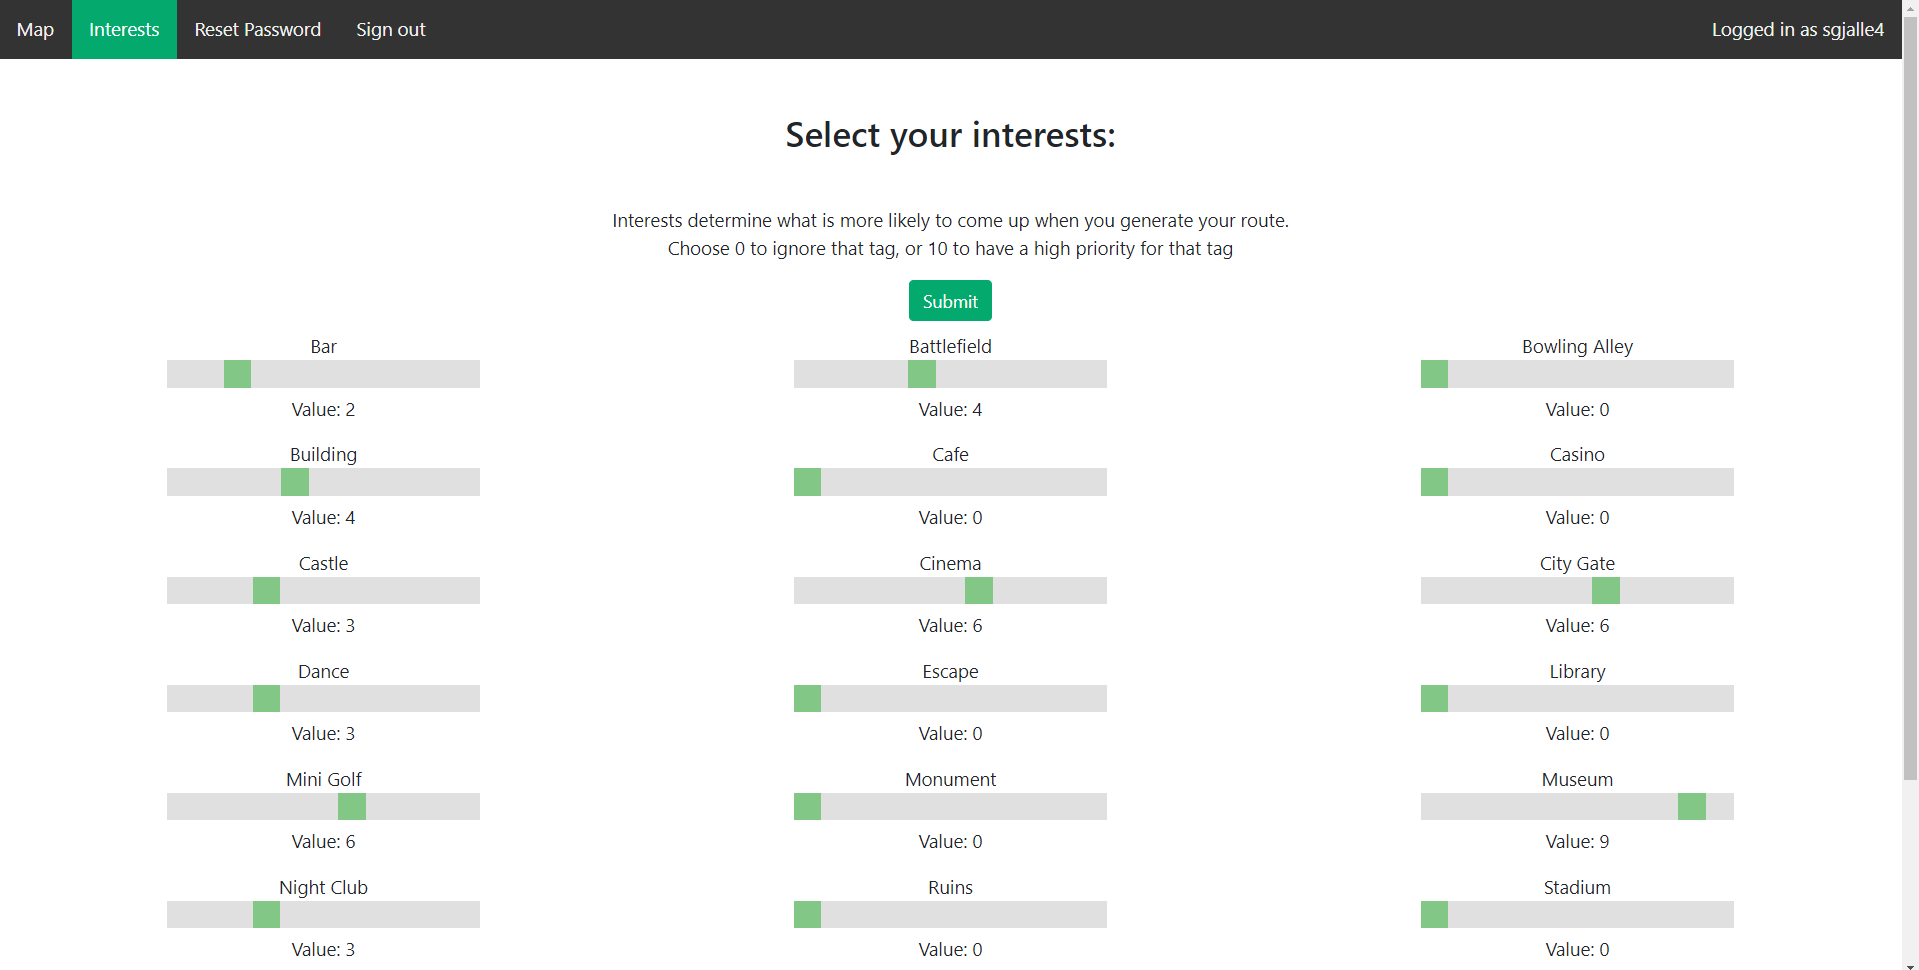 Map Interests Reset Password Sign out Logged in as sgjalle4
Select your interests:
Interests determine what is more likely to come up when you generate your route.
Choose 0 to ignore that tag, or 10 to have a high priority for that tag
Submit
Bar Battlefield Bowling Alley
Value: 2 Value: 4 Value: 0
Building Cafe Casino
Value: 4 Value: 0 Value: 0
Castle Cinema City Gate
Value: 3 Value: 6 Value: 6
Dance Escape Library
Value: 3 Value: 0 Value: 0
Mini Golf Monument Museum
Value: 6 Value: 0 Value: 9
Night Club Ruins Stadium
Value: 3 Value: 0 Value: 0